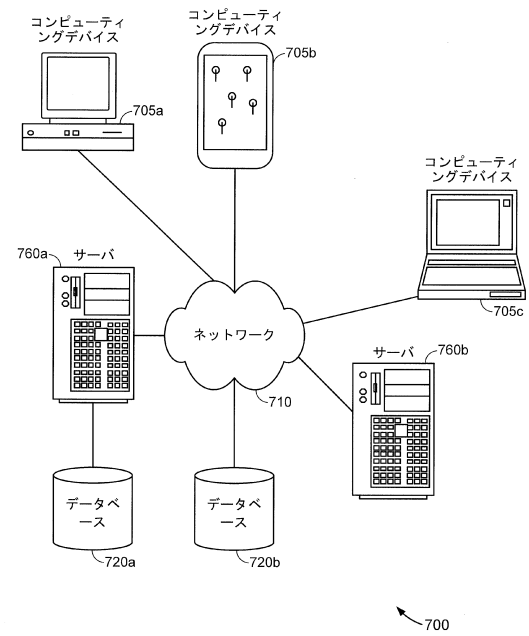 コンピューティ
ングデバイス
705a
コンピューティ
ングデバイス
705b
コンピューティ
ングデバイス
705c
760a
サーバ
ネットワーク
710
サーバ
760b
データベ
ース
720a
データベ
ース
720b
700